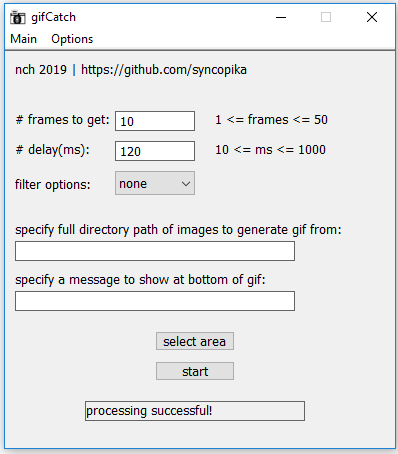 gifCatch
Main Options
nch 2019 | https://github.com/syncopika
# frames to get: 10 1 <= frames <= 50
# delay(ms): 120 10 <= ms <= 1000
filter options: none
specify full directory path of images to generate gif from:
specify a message to show at bottom of gif:
select area
start
processing successful!